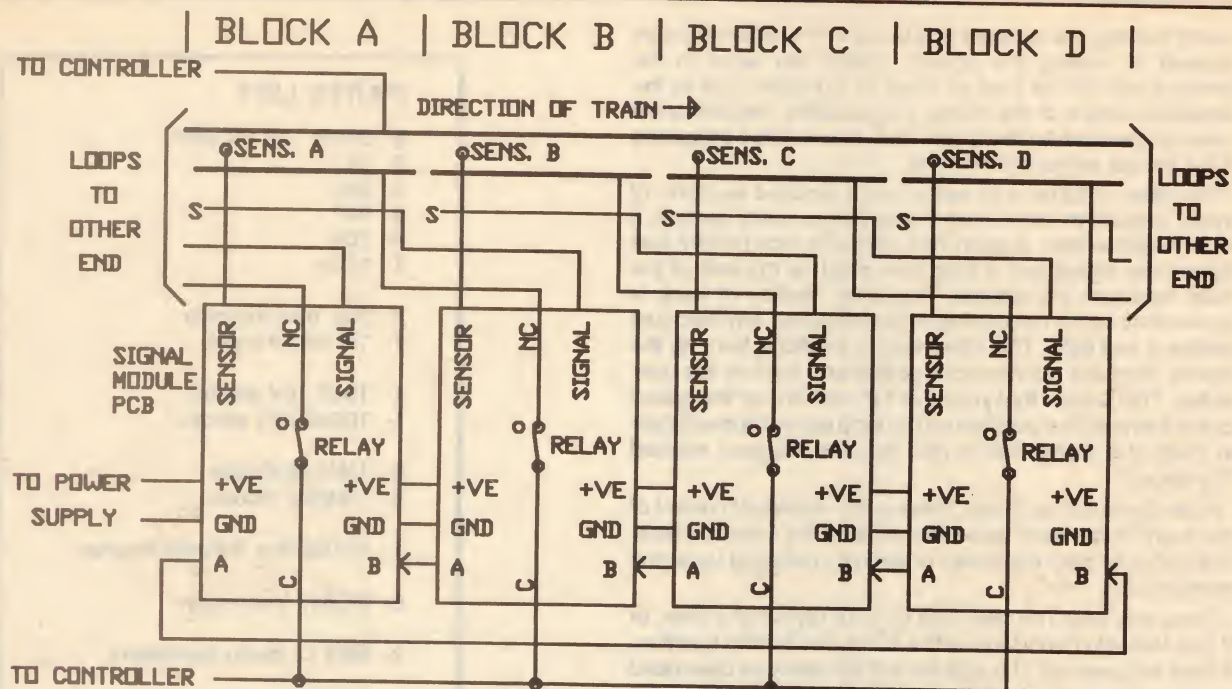 | BLOCK A | BLOCK B | BLOCK C | BLOCK D |
TO CONTROLLER
DIRECTION OF TRAIN →
SENS. A SENS. B SENS. C SENS. D
LOOPS
TO
OTHER
END
S S S S
LOOPS
TO
OTHER
END
SIGNAL
MODULE
PCB
SENSOR NC SIGNAL SENSOR NC SIGNAL SENSOR NC SIGNAL SENSOR NC SIGNAL
RELAY RELAY RELAY RELAY
TO POWER
SUPPLY
+VE +VE +VE +VE +VE +VE +VE +VE
GND GND GND GND GND GND GND GND
A B A B A B A B
C C C C
TO CONTROLLER